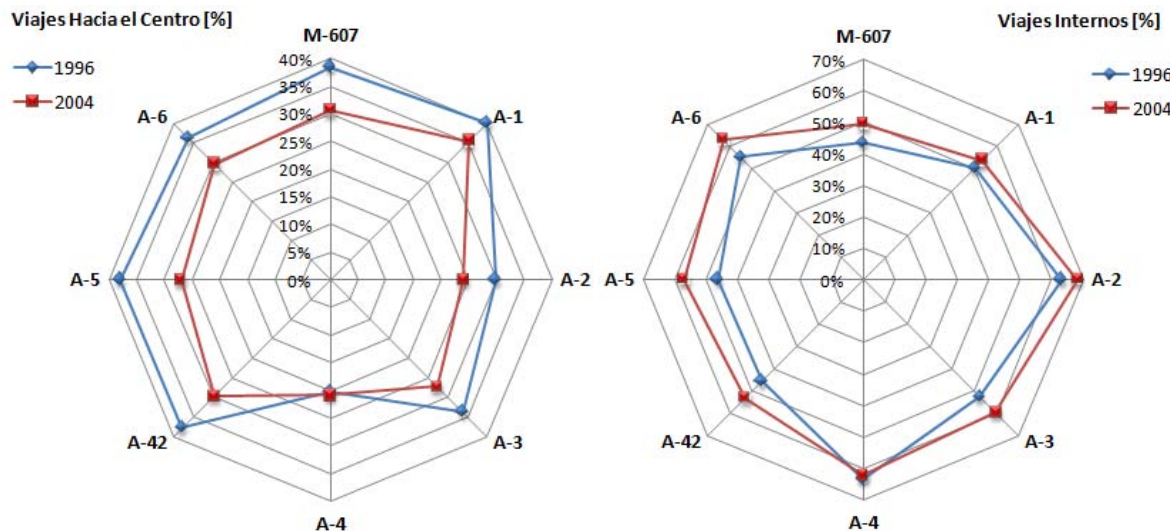 Viajes Hacia el Centro [%]
1996
2004
M-607
A-1
A-2
A-3
A-4
A-42
A-5
A-6
40%
35%
30%
25%
20%
15%
10%
5%
0%
Viajes Internos [%]
1996
2004
M-607
A-1
A-2
A-3
A-4
A-42
A-5
A-6
70%
60%
50%
40%
30%
20%
10%
0%